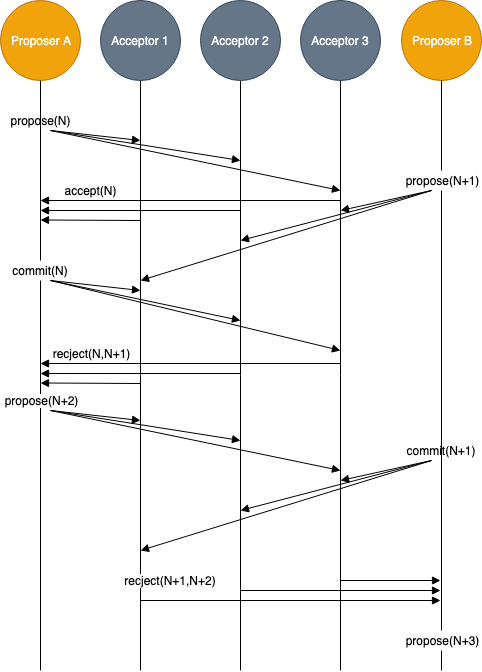 Proposer A
Acceptor 1
Acceptor 2
Acceptor 3
Proposer B
propose(N)
propose(N+1)
accept(N)
commit(N)
recject(N,N+1)
propose(N+2)
commit(N+1)
recject(N+1,N+2)
propose(N+3)